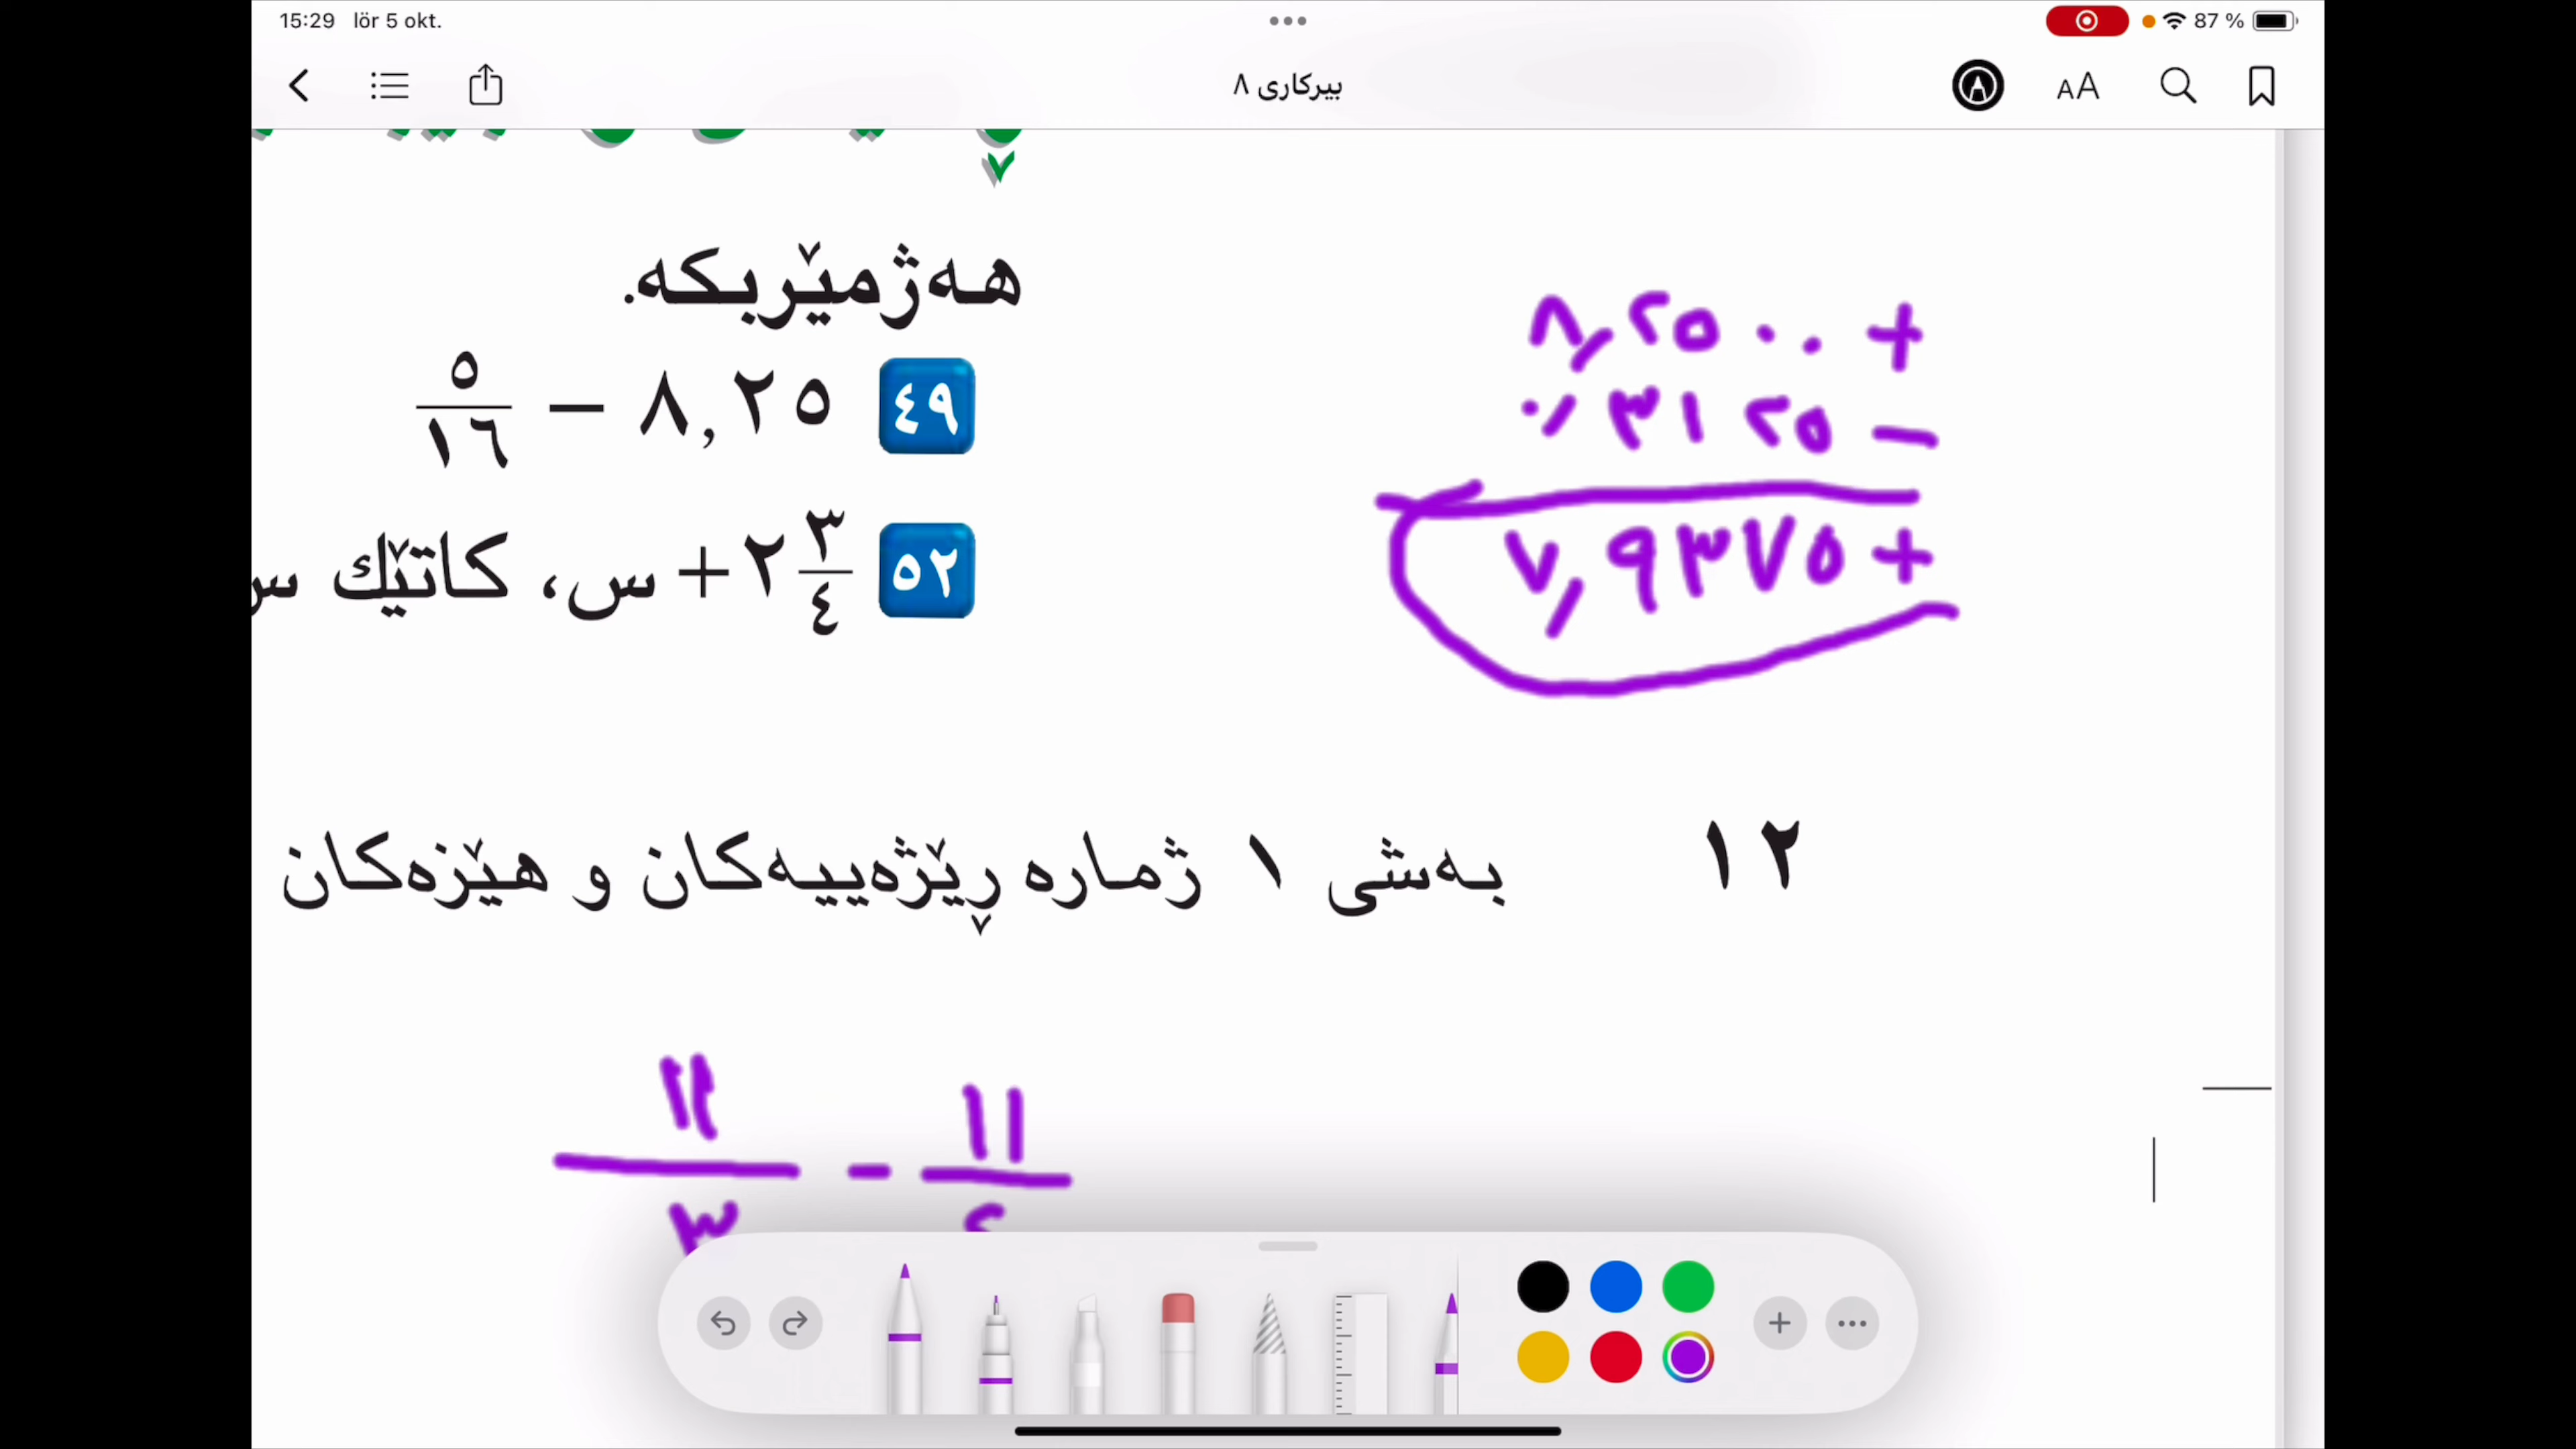 15:29 lör 5 okt.
87 %
بیرکاری ٨
هەژمێریکە.
٤٩ ٨,٢٥ − ٥/١٦
٥٢ ٢ ٣/٤ + س، کاتێك س
٨,٢٥٠٠ +
٠,٣١٢٥ −
٧,٩٣٧٥ +
١٢ بەشی ١ ژمارە ڕێژەییەکان و هێزەکان